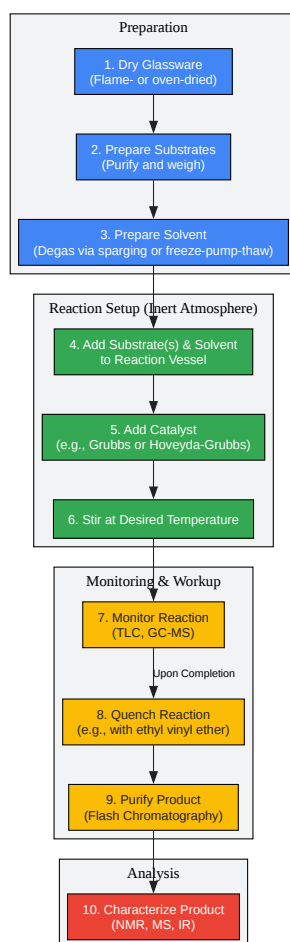 Preparation
1. Dry Glassware
(Flame- or oven-dried)
2. Prepare Substrates
(Purify and weigh)
3. Prepare Solvent
(Degas via sparging or freeze-pump-thaw)
Reaction Setup (Inert Atmosphere)
4. Add Substrate(s) & Solvent
to Reaction Vessel
5. Add Catalyst
(e.g., Grubbs or Hoveyda-Grubbs)
6. Stir at Desired Temperature
Monitoring & Workup
7. Monitor Reaction
(TLC, GC-MS)
Upon Completion
8. Quench Reaction
(e.g., with ethyl vinyl ether)
9. Purify Product
(Flash Chromatography)
Analysis
10. Characterize Product
(NMR, MS, IR)